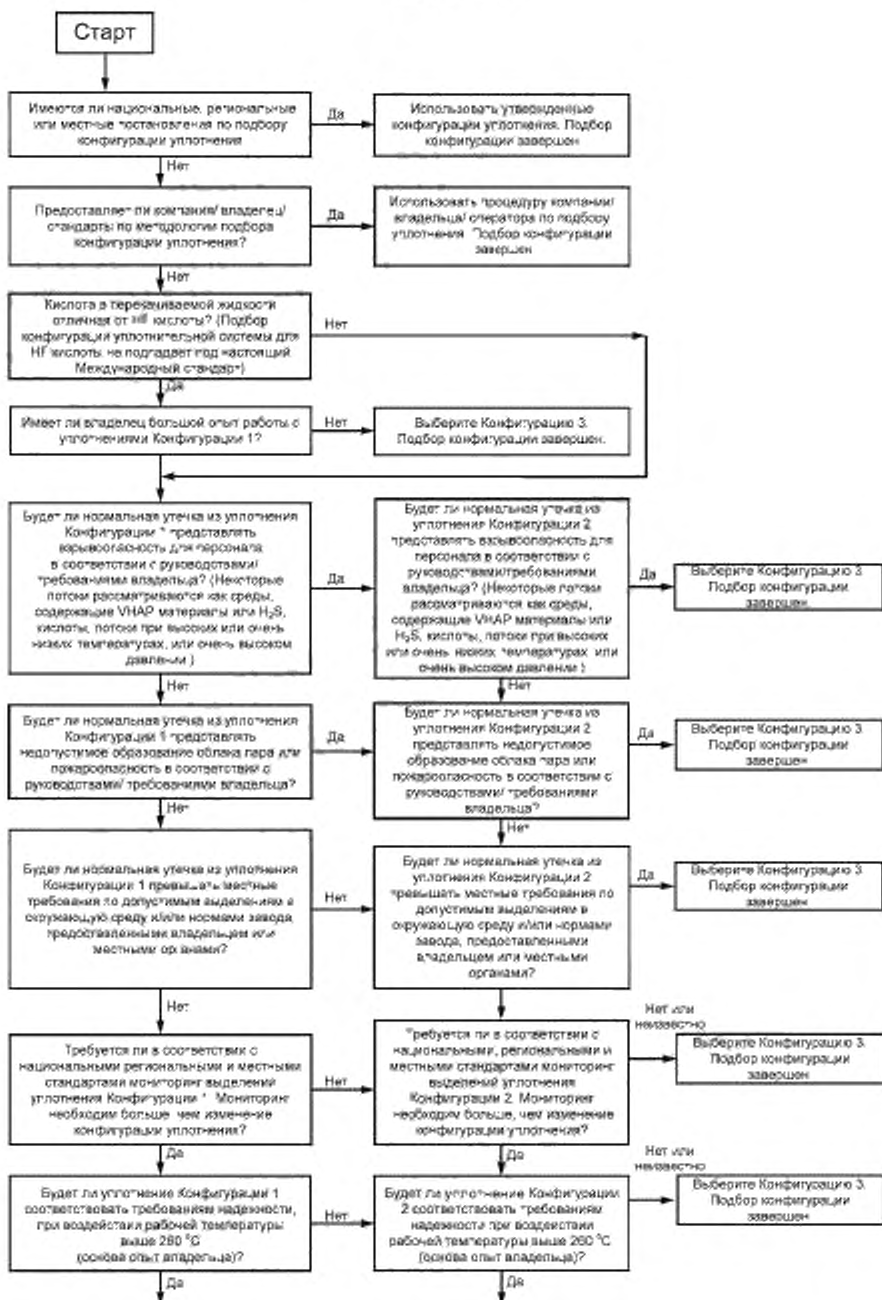 Старт
Имеются ли национальные, региональные
или местные постановления по подбору
конфигурации уплотнения
Да
Использовать утвержденные
конфигурации уплотнения. Подбор
конфигурации завершен
Нет
Предоставляет ли компания/ владелец/
стандарты по методологии подбора
конфигурации уплотнения?
Да
Использовать процедуру компании/
владельца/ оператора по подбору
уплотнения Подбор конфигурации
завершен
Нет
Кислота в перекачиваемой жидкости
отличная от HF кислоты? (Подбор
конфигурации уплотнительной системы для
HF кислоты не подпадает под настоящий
Международный стандарт)
Нет
Да
Имеет ли владелец большой опыт работы с
уплотнениями Конфигурации 1?
Нет
Выберите Конфигурацию 3.
Подбор конфигурации завершен.
Будет ли нормальная утечка из уплотнения
Конфигурации представлять
взрывоопасность для персонала
в соответствии с руководствами/
требованиями владельца? (Некоторые
потоки рассматриваются как среды,
содержащие VHAP материалы или H₂S,
кислоты, потоки при высоких или очень
низких температурах, или очень высоком
давлении )
Да
Будет ли нормальная утечка из
уплотнения Конфигурации 2
представлять взрывоопасность для
персонала в соответствии с
руководствами/требованиями
владельца? (Некоторые потоки
рассматриваются как среды,
содержащие VHAP материалы или
H₂S, кислоты, потоки при высоких
или очень низких температурах или
очень высоком давлении )
Да
Выберите Конфигурацию 3
Подбор конфигурации
завершен.
Нет
Нет
Будет ли нормальная утечка из уплотнения
Конфигурации 1 представлять
недопустимое образование облака пара или
пожароопасность в соответствии с
руководствами/ требованиями владельца?
Да
Будет ли нормальная утечка из
уплотнения Конфигурации 2
представлять недопустимое
образование облака пара или
пожароопасность в соответствии с
руководствами/ требованиями
владельца?
Да
Выберите Конфигурацию 3
Подбор конфигурации
завершен
Нет
Нет
Будет ли нормальная утечка из уплотнения
Конфигурации 1 превышать местные
требования по допустимым выделениям в
окружающую среду и/или нормами завода,
предоставленными владельцем или
местными органами?
Нет
Будет ли нормальная утечка из
уплотнения Конфигурации 2
превышать местные требования по
допустимым выделениям в
окружающую среду и/или нормами
завода, предоставленными
владельцем или местными
органами?
Да
Выберите Конфигурацию 3
Подбор конфигурации
завершен
Нет
Требуется ли в соответствии с
национальными региональными и местными
стандартами мониторинг выделений
уплотнения Конфигурации Мониторинг
необходим больше, чем изменение
конфигурации уплотнения?
Нет
Требуется ли в соответствии с
национальными, региональными и
местными стандартами мониторинг
выделений уплотнения
Конфигурации 2. Мониторинг
необходим больше, чем изменение
конфигурации уплотнения?
Нет или
неизвестно
Выберите Конфигурацию 3.
Подбор конфигурации
завершен
Да
Да
Будет ли уплотнение Конфигурации 1
соответствовать требованиям надежности,
при воздействии рабочей температуры
выше 260 °C
(основа опыт владельца)?
Нет
Будет ли уплотнение Конфигурации
2 соответствовать требованиям
надежности при воздействии
рабочей температуры выше 260 °C
(основа опыт владельца)?
Нет или
неизвестно
Выберите Конфигурацию 3.
Подбор конфигурации
завершен
Да
Да